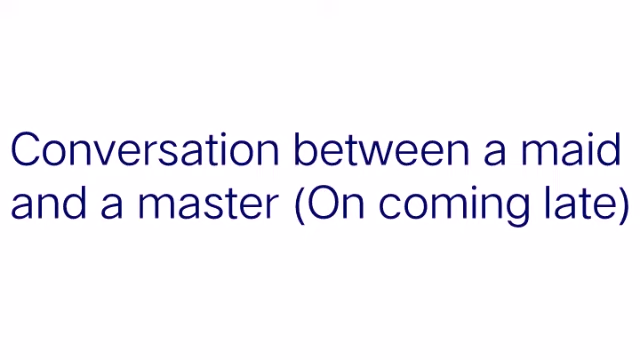 Conversation between a maid
and a master (On coming late)